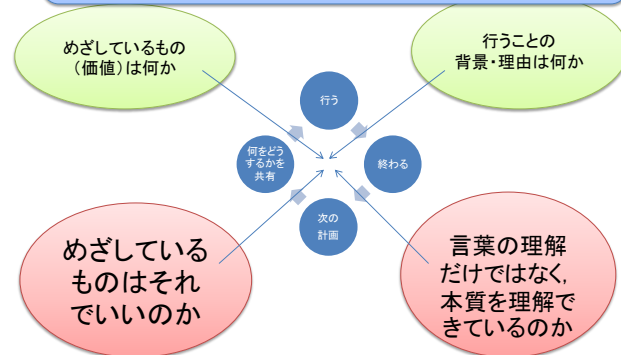 めざしているもの
（価値）は何か
行うことの
背景・理由は何か
行う
何をどう
するかを
共有
終わる
次の
計画
めざしている
ものはそれ
でいいのか
言葉の理解
だけではなく，
本質を理解で
きているのか